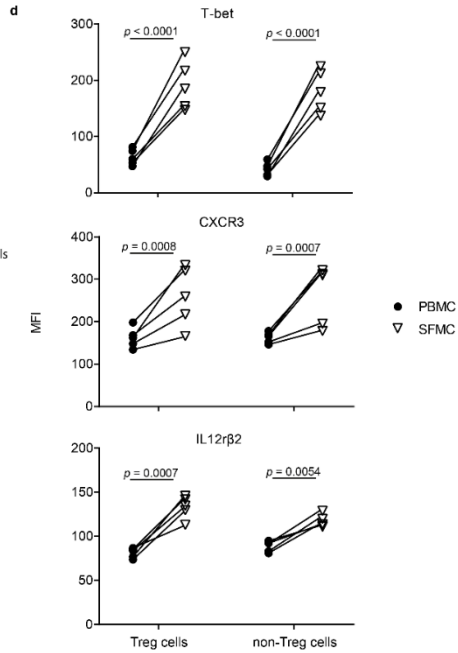 d
T-bet
300
p < 0.0001
p < 0.0001
200
100
0
CXCR3
400
p = 0.0008
p = 0.0007
ls
300
MFI
200
PBMC
SFMC
100
0
IL12rβ2
200
p = 0.0007
p = 0.0054
150
100
50
0
Treg cells
non-Treg cells